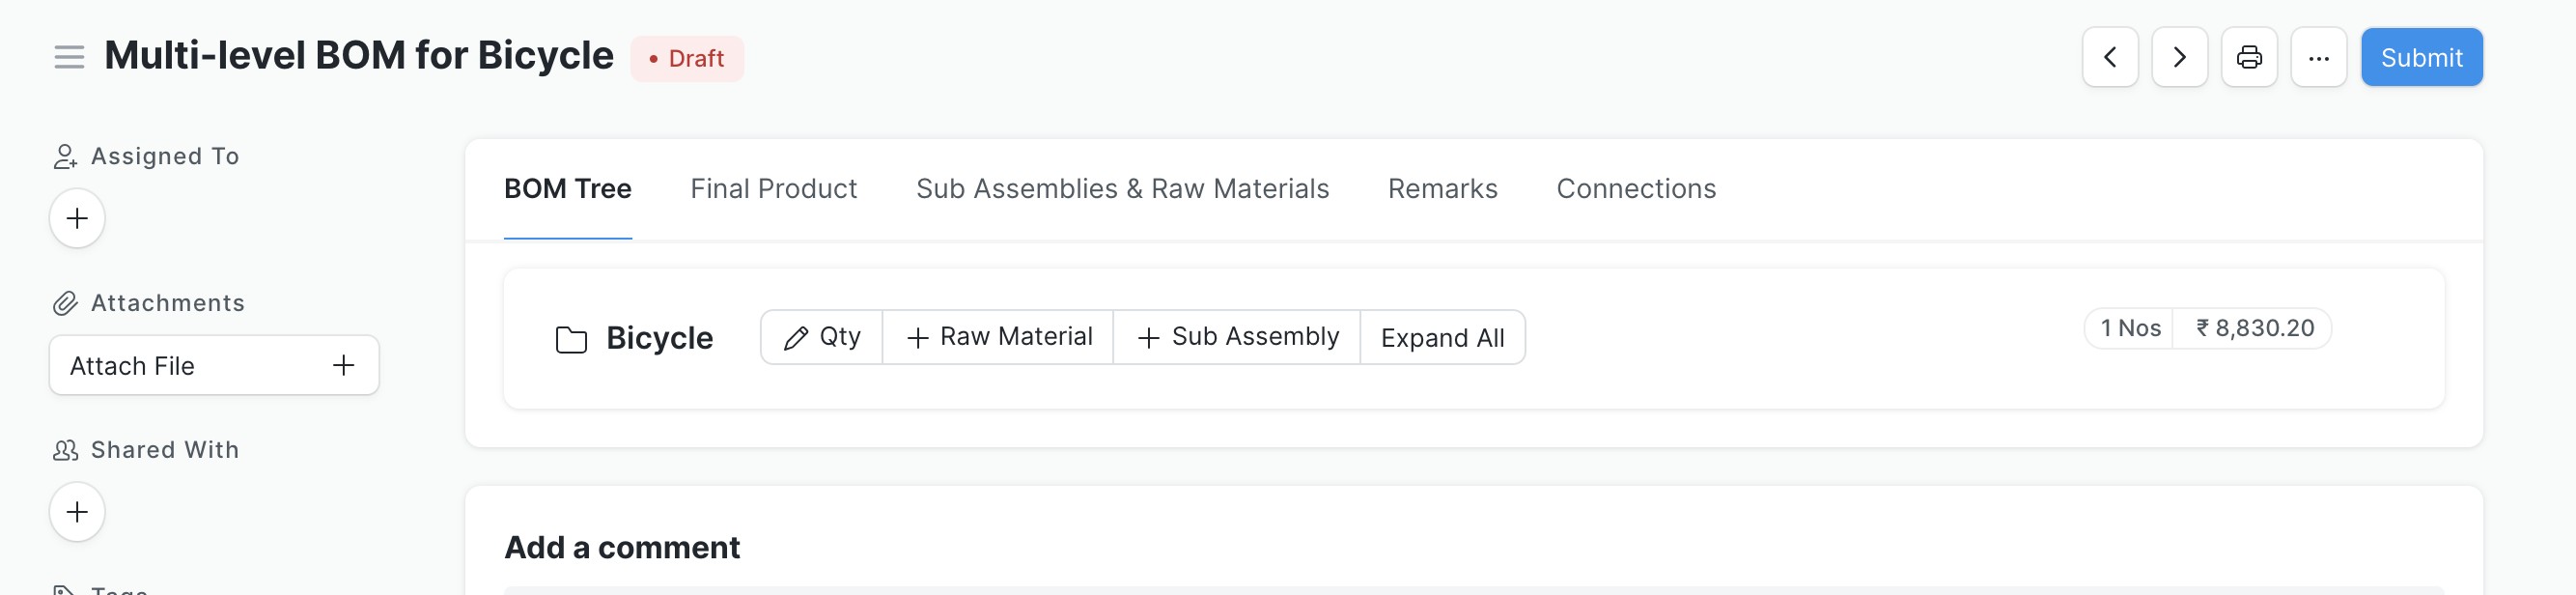 Multi-level BOM for Bicycle
• Draft
...
Submit
Assigned To
Attachments
Attach File
Shared With
Tags
BOM Tree
Final Product
Sub Assemblies & Raw Materials
Remarks
Connections
Bicycle
Qty
+ Raw Material
+ Sub Assembly
Expand All
1 Nos
₹ 8,830.20
Add a comment